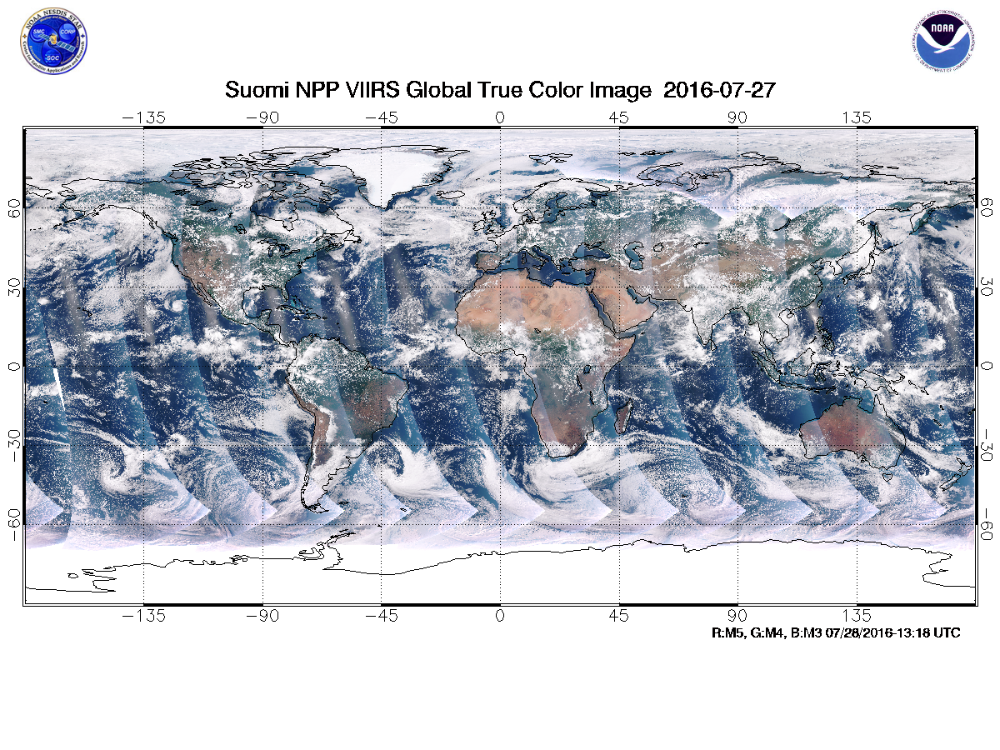 NOAA NESDIS STAR
SMC CORP
SOC
NOAA
Suomi NPP VIIRS Global True Color Image 2016-07-27
−135 −90 −45 0 45 90 135
60 60
30 30
0 0
−30 −30
−60 −60
−135 −90 −45 0 45 90 135
R:M5, G:M4, B:M3 07/28/2016-13:18 UTC